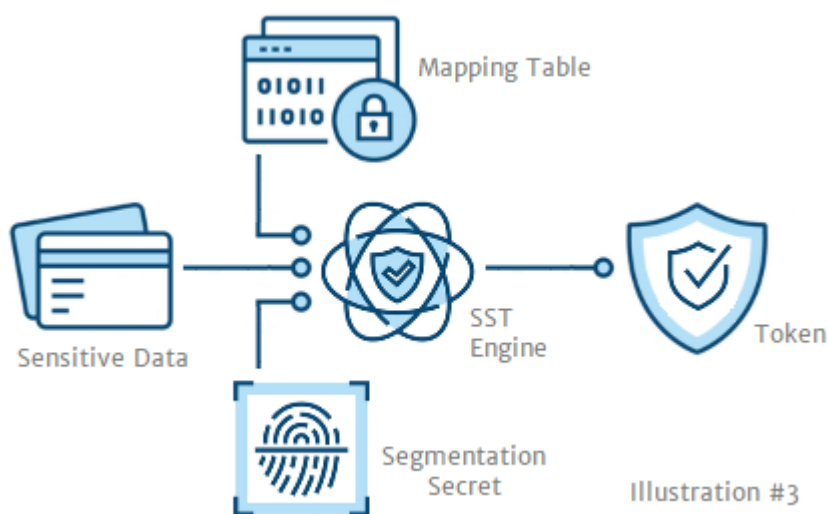 Mapping Table
01011
11010
Sensitive Data
SST
Engine
Token
Segmentation
Secret
Illustration #3